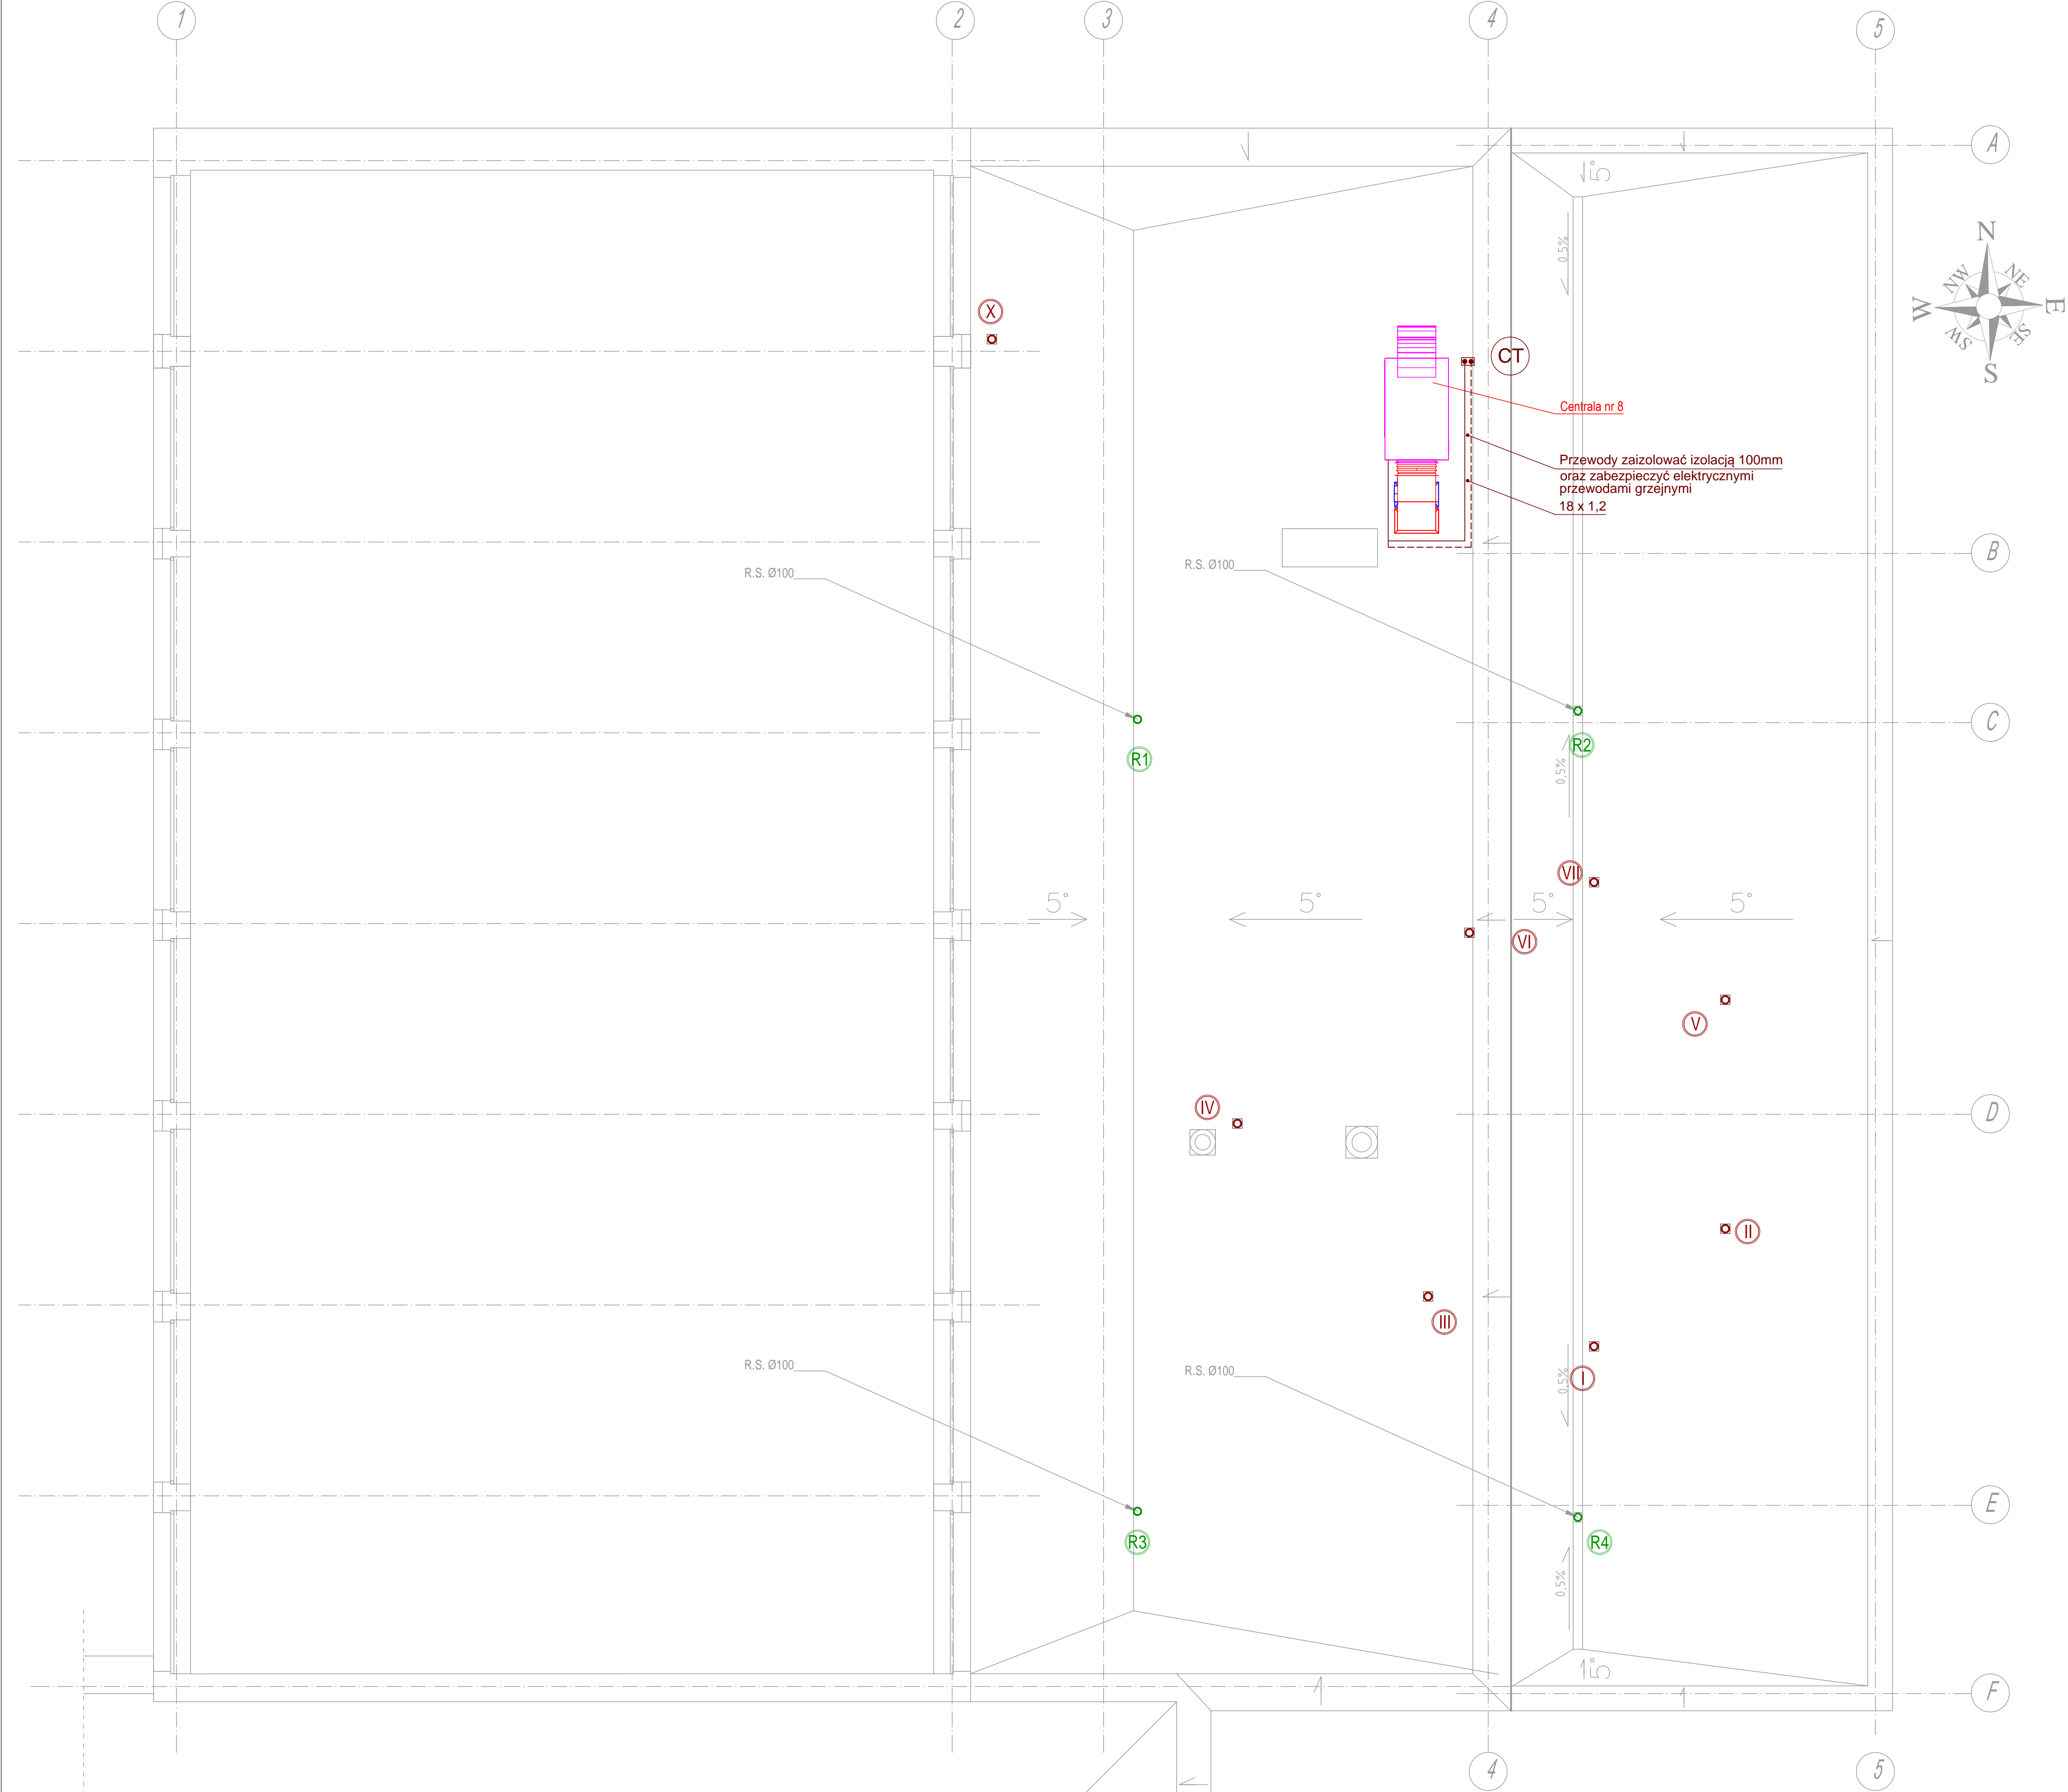 1
2
3
4
5
A
5°
0.5%
N
NW
NE
W
E
SW
SE
S
X
CT
Centrala nr 8
Przewody zaizolować izolacją 100mm
oraz zabezpieczyć elektrycznymi
przewodami grzejnymi
18 x 1,2
B
R.S. Ø100
R.S. Ø100
C
R1
R2
0.5%
VII
5°
5°
5°
5°
VI
V
IV
D
II
III
R.S. Ø100
R.S. Ø100
0.5%
I
E
R3
R4
0.5%
5°
F
4
5